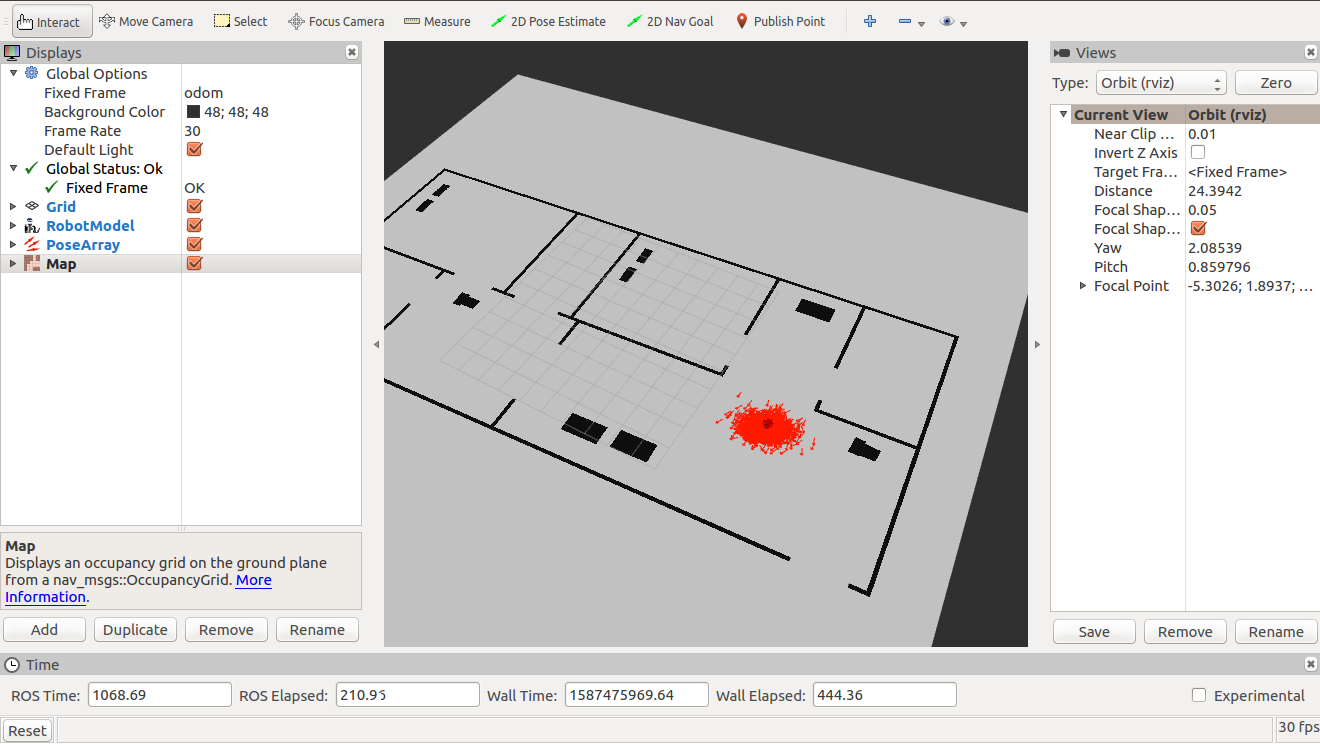 Interact Move Camera Select Focus Camera Measure 2D Pose Estimate 2D Nav Goal Publish Point
Displays
Global Options
Fixed Frame odom
Background Color 48; 48; 48
Frame Rate 30
Default Light
Global Status: Ok
Fixed Frame OK
Grid
RobotModel
PoseArray
Map
Map
Displays an occupancy grid on the ground plane
from a nav_msgs::OccupancyGrid. More
Information.
Add Duplicate Remove Rename
Views
Type: Orbit (rviz) Zero
Current View Orbit (rviz)
Near Clip ... 0.01
Invert Z Axis
Target Fra... <Fixed Frame>
Distance 24.3942
Focal Shap... 0.05
Focal Shap...
Yaw 2.08539
Pitch 0.859796
Focal Point -5.3026; 1.8937; ...
Save Remove Rename
Time
ROS Time: 1068.69 ROS Elapsed: Wall Time: 1587475969.64 Wall Elapsed: 444.36 Experimental
Reset 30 fps